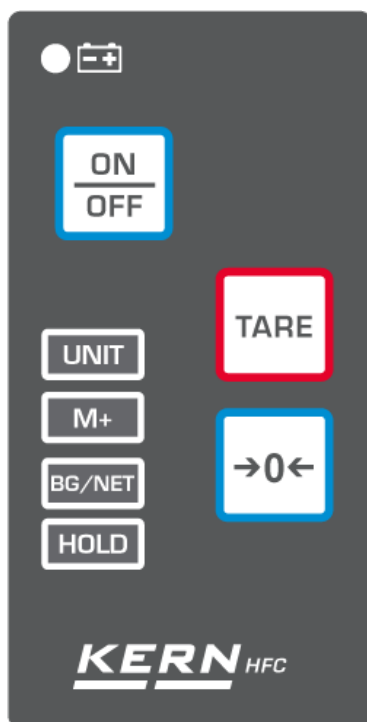 ON
OFF
TARE
UNIT
M+
→0←
BG/NET
HOLD
KERN HFC